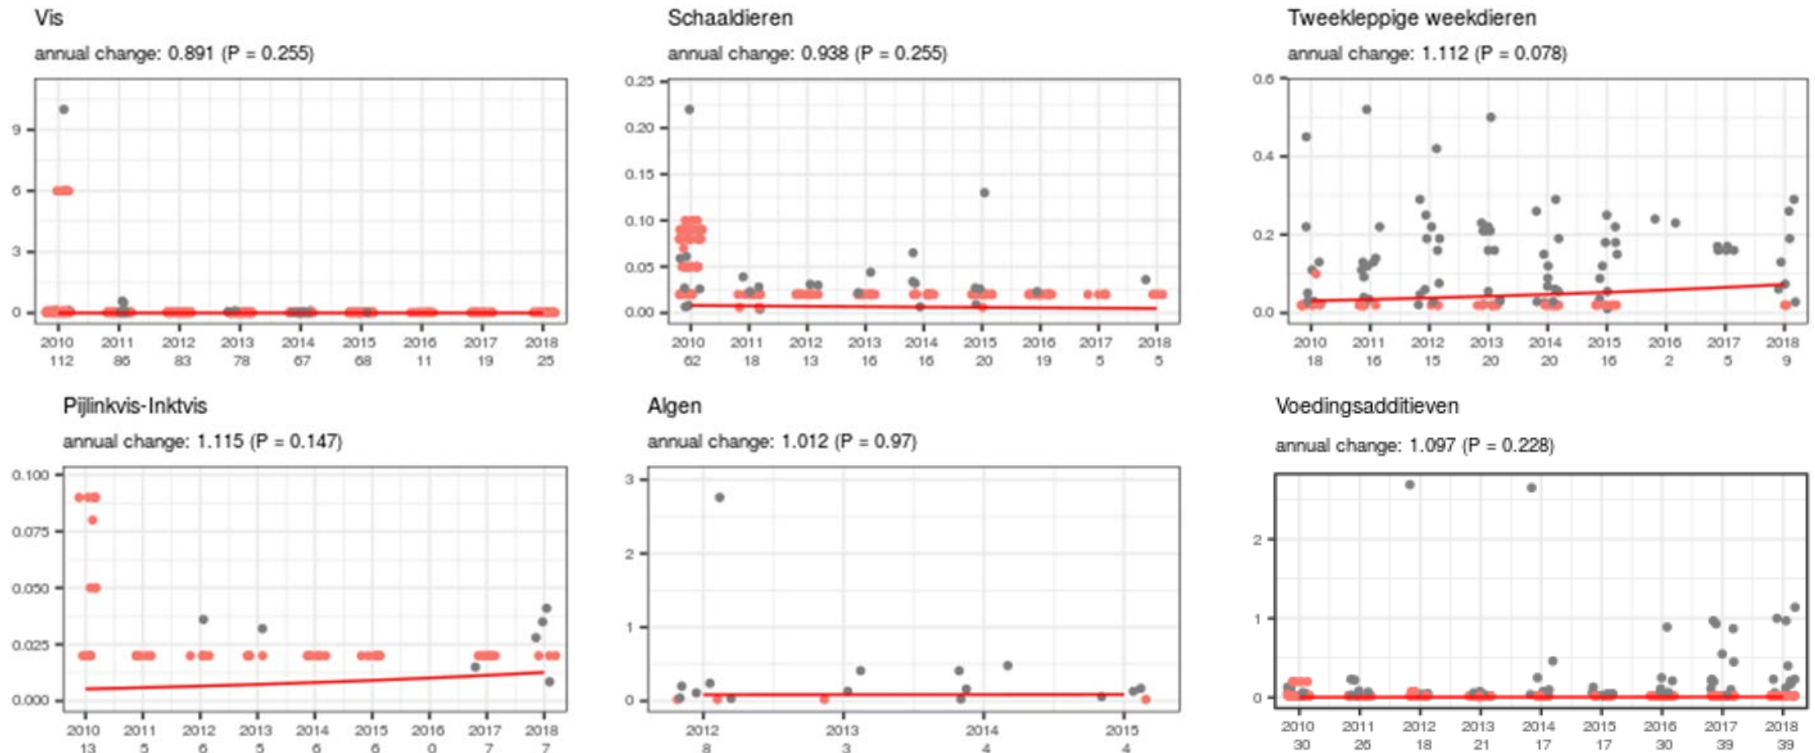 Vis
annual change: 0.891 (P = 0.255)
9
6
3
0
2010 2011 2012 2013 2014 2015 2016 2017 2018
112 86 83 78 67 68 11 19 25
Schaaldieren
annual change: 0.938 (P = 0.255)
0.25
0.20
0.15
0.10
0.05
0.00
2010 2011 2012 2013 2014 2015 2016 2017 2018
62 18 13 16 16 20 19 5 5
Tweekleppige weekdieren
annual change: 1.112 (P = 0.078)
0.6
0.4
0.2
0.0
2010 2011 2012 2013 2014 2015 2016 2017 2018
18 16 15 20 20 16 2 5 9
Pijlinkvis-Inktvis
annual change: 1.115 (P = 0.147)
0.100
0.075
0.050
0.025
0.000
2010 2011 2012 2013 2014 2015 2016 2017 2018
13 5 6 5 6 6 0 7 7
Algen
annual change: 1.012 (P = 0.97)
3
2
1
0
2012 2013 2014 2015
8 3 4 4
Voedingsadditieven
annual change: 1.097 (P = 0.228)
2
1
0
2010 2011 2012 2013 2014 2015 2016 2017 2018
30 26 18 21 17 17 30 39 39